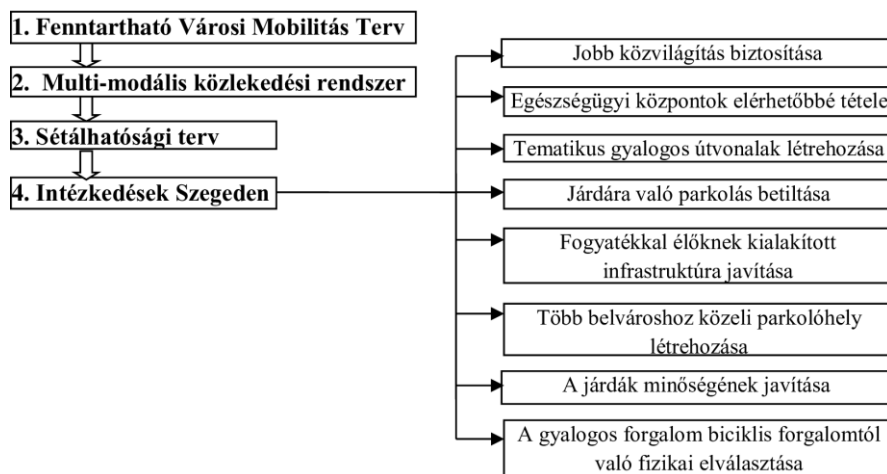 1. Fenntartható Városi Mobilitás Terv
2. Multi-modális közlekedési rendszer
3. Sétálhatósági terv
4. Intézkedések Szegeden
Jobb közvilágítás biztosítása
Egészségügyi központok elérhetőbbé tétele
Tematikus gyalogos útvonalak létrehozása
Járdára való parkolás betiltása
Fogyatékkal élőknek kialakított
infrastruktúra javítása
Több belvároshoz közeli parkolóhely
létrehozása
A járdák minőségének javítása
A gyalogos forgalom biciklis forgalomtól
való fizikai elválasztása